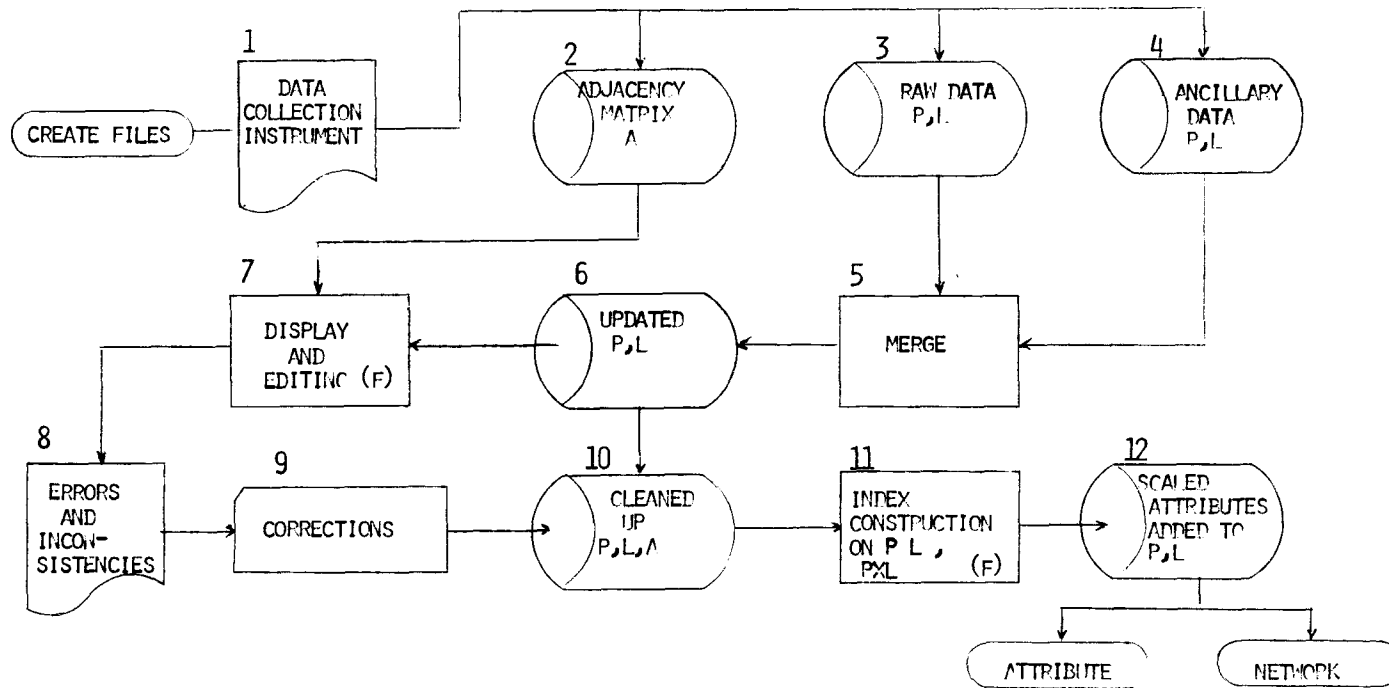 CREATE FILES
1
DATA
COLLECTION
INSTRUMENT
2
ADJACENCY
MATRIX
A
3
RAW DATA
P,L
4
ANCILLARY
DATA
P,L
7
DISPLAY
AND
EDITING (F)
6
UPDATED
P,L
5
MERGE
8
ERRORS
AND
INCON-
SISTENCIES
9
CORRECTIONS
10
CLEANED
UP
P,L,A
11
INDEX
CONSTRUCTION
ON P L ,
PXL (F)
12
SCALED
ATTRIBUTES
ADDED TO
P,L
ATTRIBUTE
NETWORK